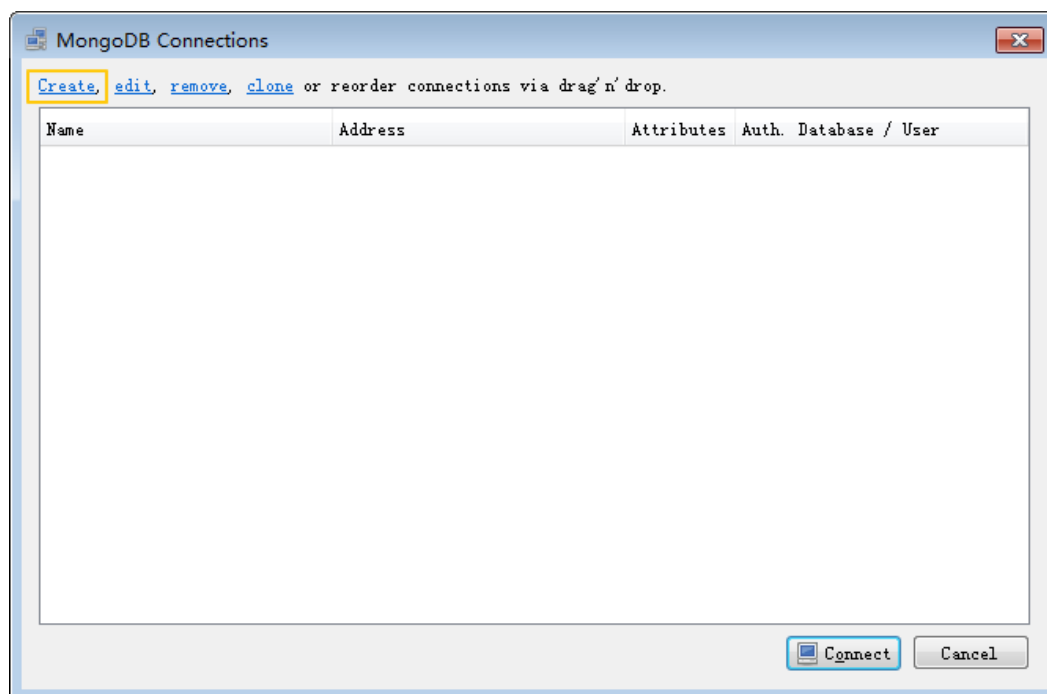 MongoDB Connections
Create, edit, remove, clone or reorder connections via drag'n'drop.
Name Address Attributes Auth. Database / User
Connect Cancel